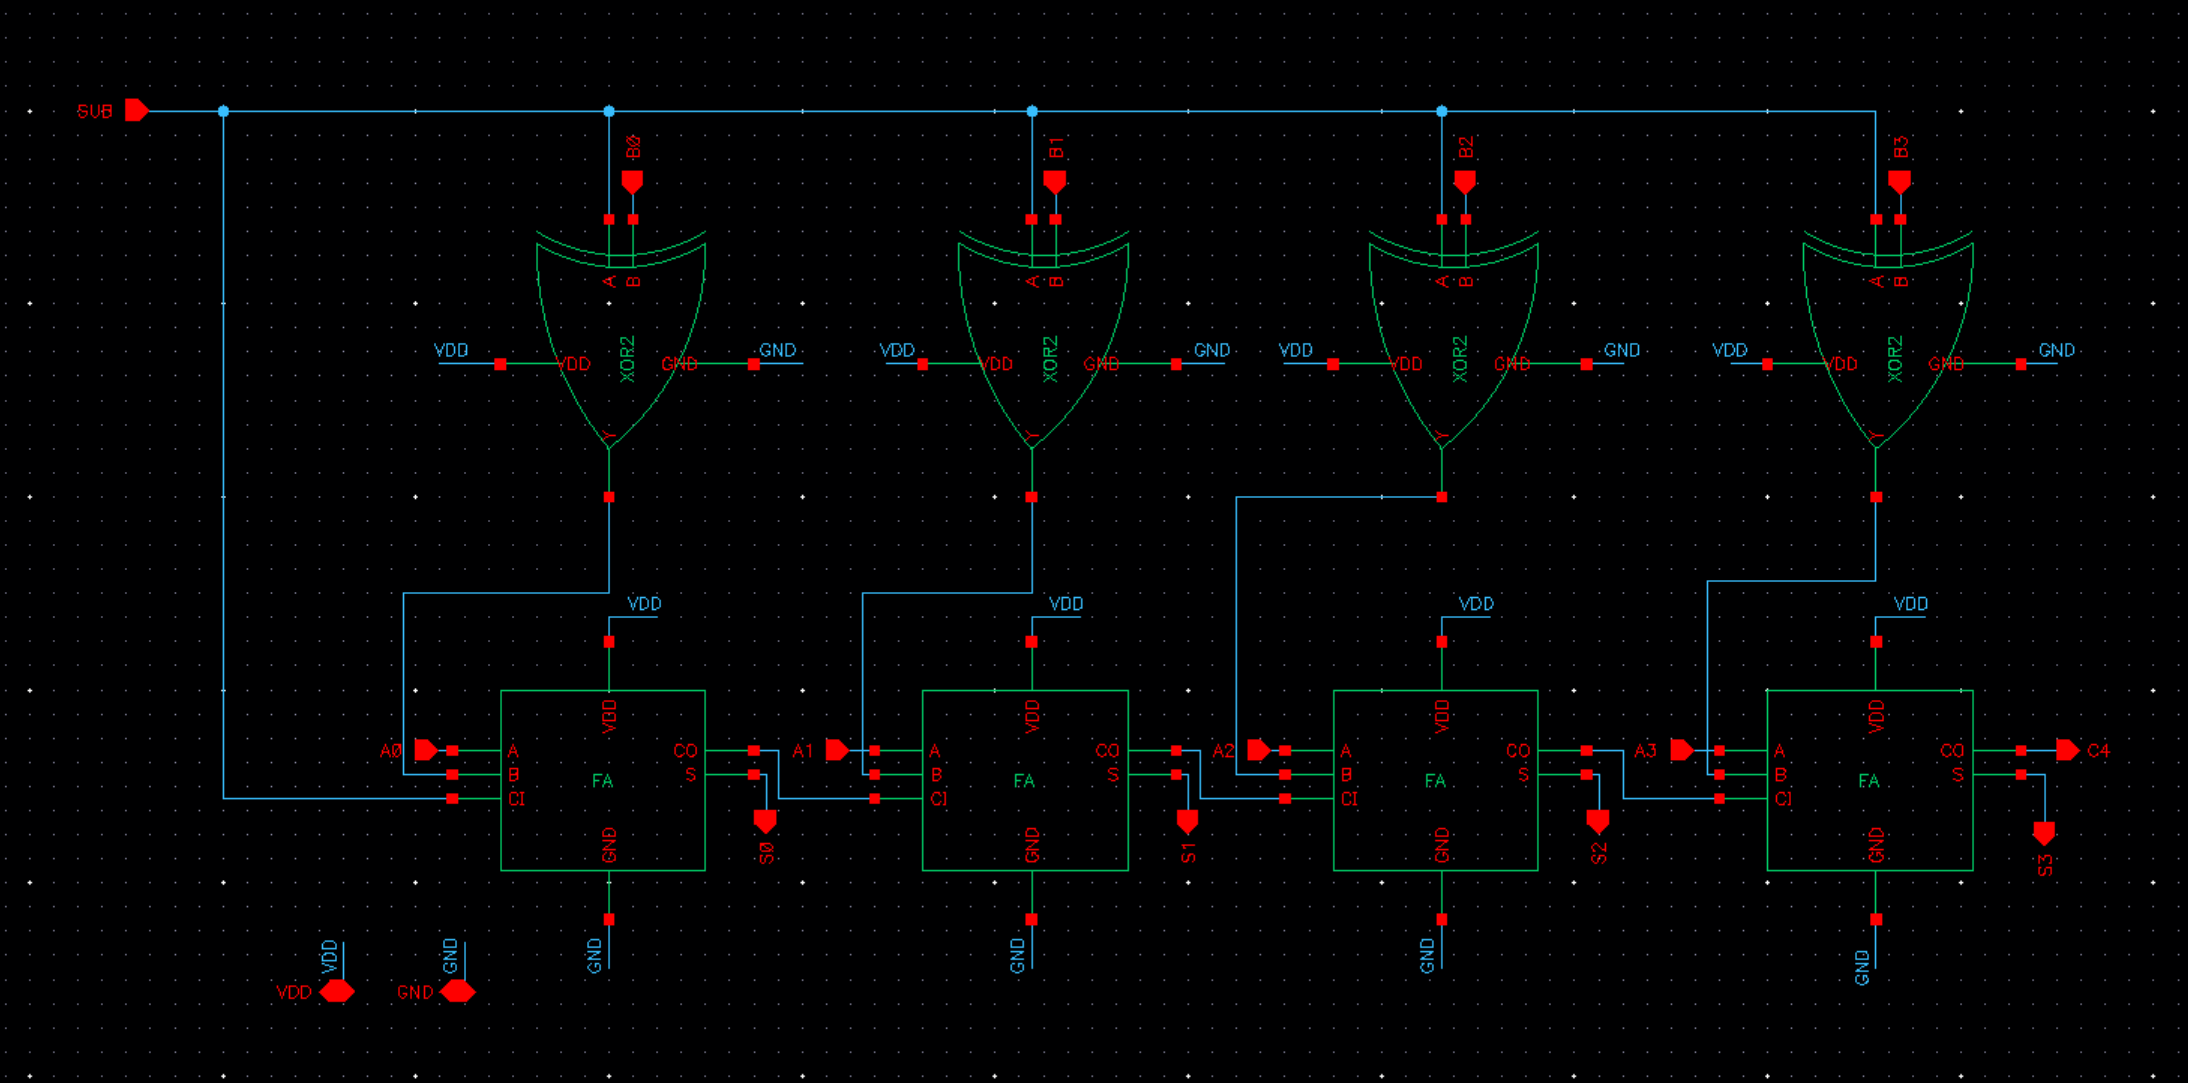 SUB
B0 B1 B2 B3
A B A B A B A B
VDD VDD XOR2 GND GND VDD VDD XOR2 GND GND VDD VDD XOR2 GND GND VDD VDD XOR2 GND GND
Y Y Y Y
VDD VDD VDD VDD
VDD VDD VDD VDD
A0 A CO A1 A CO A2 A CO A3 A CO C4
B FA S B FA S B FA S B FA S
CI CI CI CI
GND S0 GND S1 GND S2 GND S3
VDD GND GND GND GND GND
VDD GND